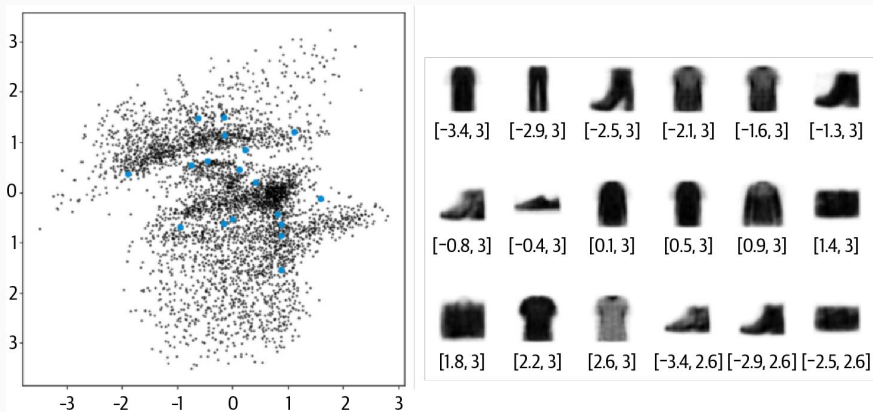 3
2
1
0
1
2
3
-3 -2 -1 0 1 2 3
[−3.4, 3] [−2.9, 3] [−2.5, 3] [−2.1, 3] [−1.6, 3] [−1.3, 3]
[−0.8, 3] [−0.4, 3] [0.1, 3] [0.5, 3] [0.9, 3] [1.4, 3]
[1.8, 3] [2.2, 3] [2.6, 3] [−3.4, 2.6] [−2.9, 2.6] [−2.5, 2.6]